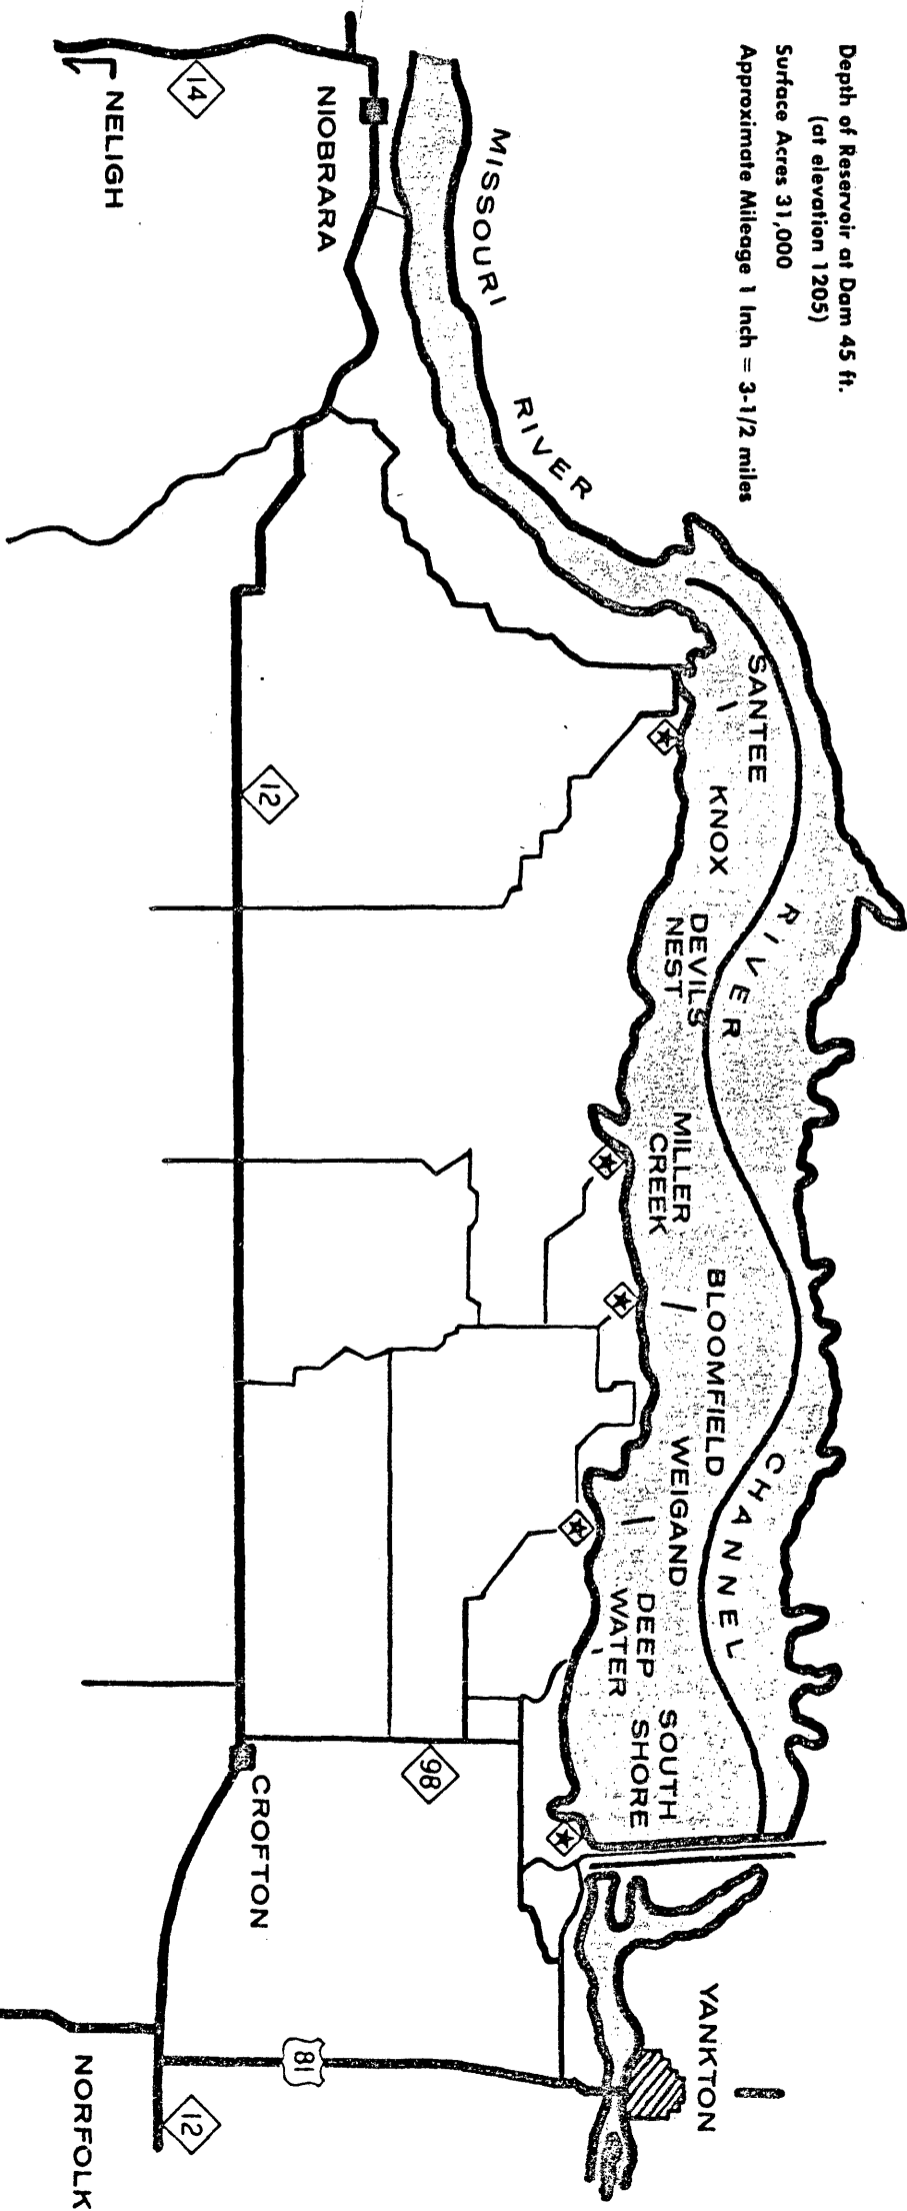 Depth of Reservoir at Dam 45 ft.
(at elevation 1205)
Surface Acres 31,000
Approximate Mileage 1 Inch = 3-1/2 miles
MISSOURI RIVER
NIOBRARA
14
NELIGH
SANTEE
KNOX
DEVILS
NEST
RIVER CHANNEL
MILLER
CREEK
BLOOMFIELD
WEIGAND
DEEP
WATER
SOUTH
SHORE
YANKTON
12
98
CROFTON
81
12
NORFOLK